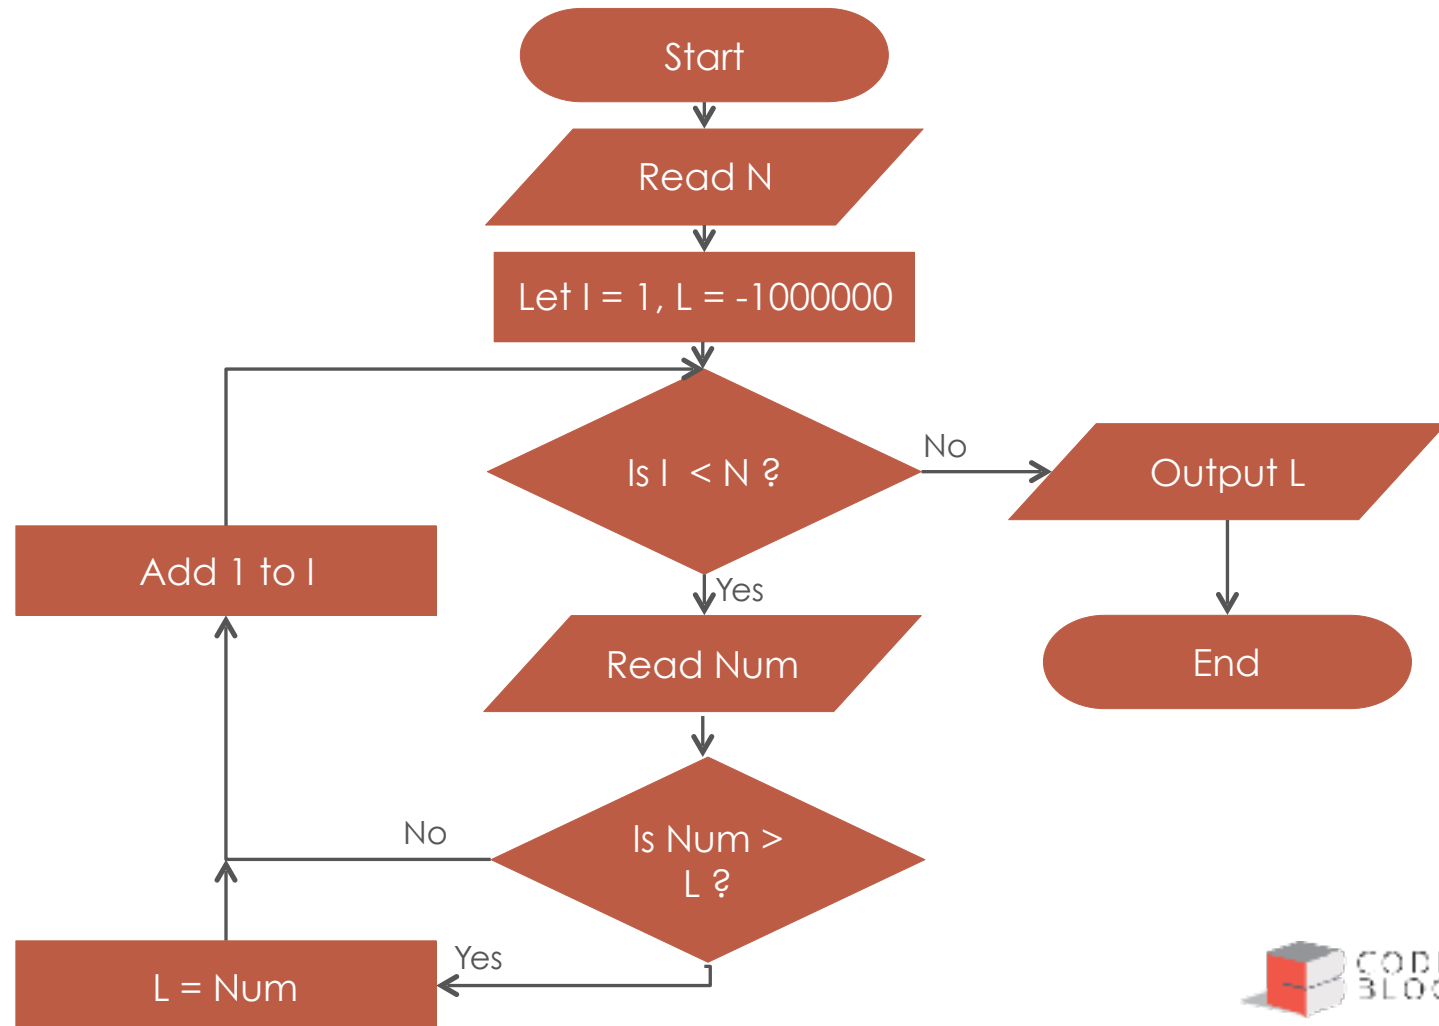 Start
Read N
Let I = 1, L = -1000000
Is I < N ?
No
Output L
Add 1 to I
Yes
Read Num
End
No
Is Num >
L ?
Yes
L = Num